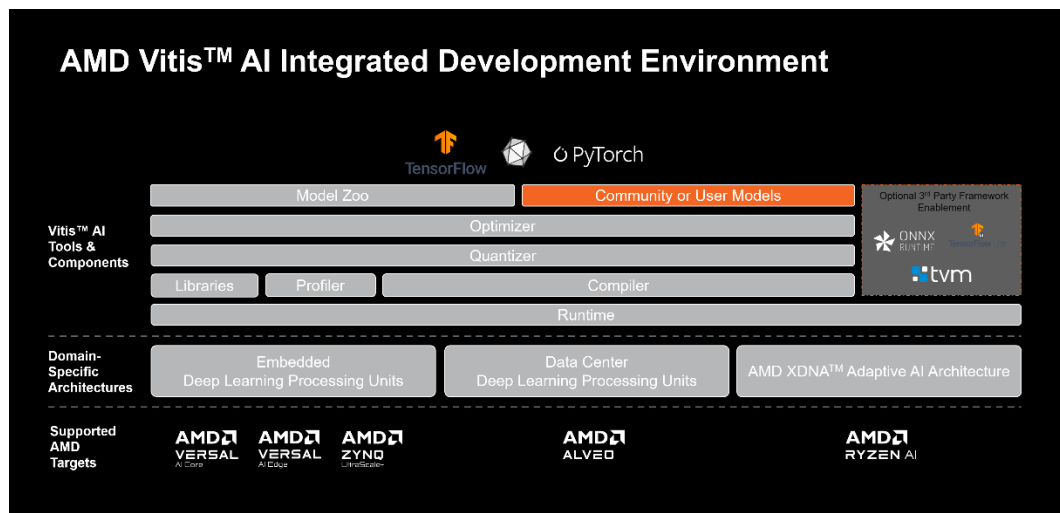 AMD Vitis™ AI Integrated Development Environment
TensorFlow
PyTorch
Model Zoo
Community or User Models
Optional 3rd Party Framework
Enablement
Vitis™ AI
Tools &
Components
Optimizer
ONNX
RUNTIME
TensorFlow
Quantizer
tvm
Libraries
Profiler
Compiler
Runtime
Domain-
Specific
Architectures
Embedded
Deep Learning Processing Units
Data Center
Deep Learning Processing Units
AMD XDNA™ Adaptive AI Architecture
Supported
AMD
Targets
AMD
VERSAL
AI Core
AMD
VERSAL
AI Edge
AMD
ZYNQ
UltraScale+
AMD
ALVEO
AMD
RYZEN AI